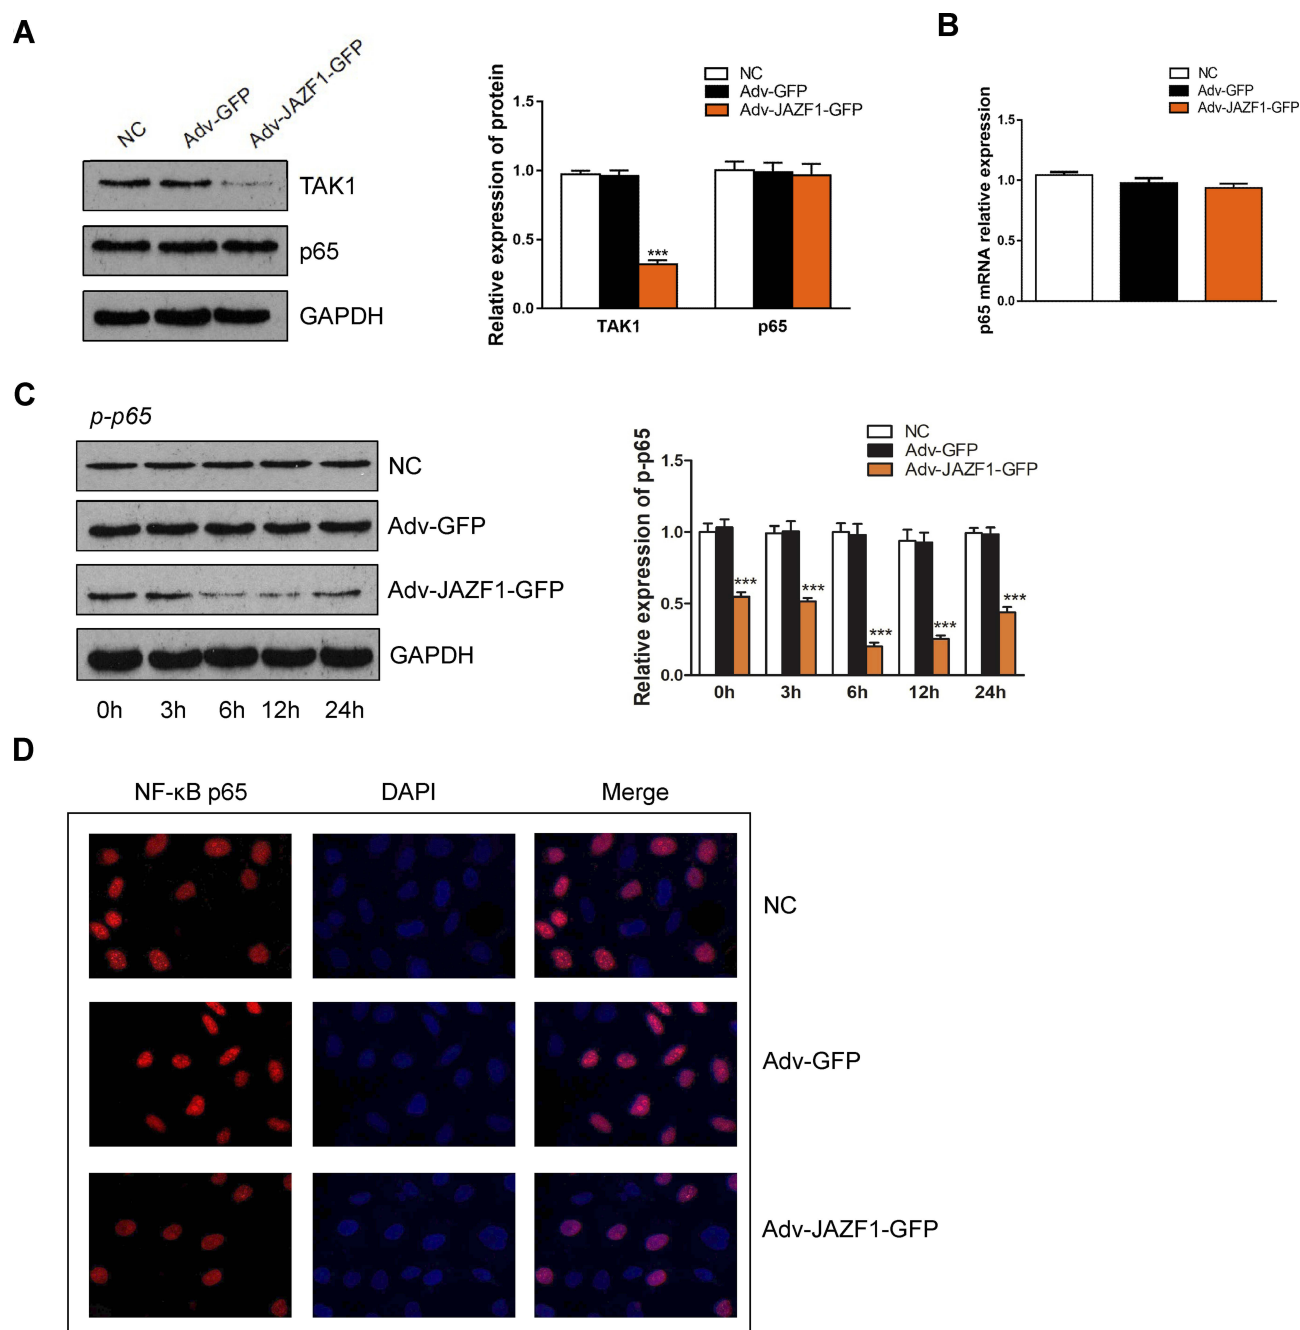 A
NC
Adv-GFP
Adv-JAZF1-GFP
TAK1
p65
GAPDH
Relative expression of protein
1.5
1.0
0.5
0.0
NC
Adv-GFP
Adv-JAZF1-GFP
***
TAK1
p65
B
p65 mRNA relative expression
1.5
1.0
0.5
0.0
NC
Adv-GFP
Adv-JAZF1-GFP
C
p-p65
NC
Adv-GFP
Adv-JAZF1-GFP
GAPDH
0h 3h 6h 12h 24h
Relative expression of p-p65
1.5
1.0
0.5
0.0
NC
Adv-GFP
Adv-JAZF1-GFP
*** *** *** *** ***
0h 3h 6h 12h 24h
D
NF-κB p65 DAPI Merge
NC
Adv-GFP
Adv-JAZF1-GFP